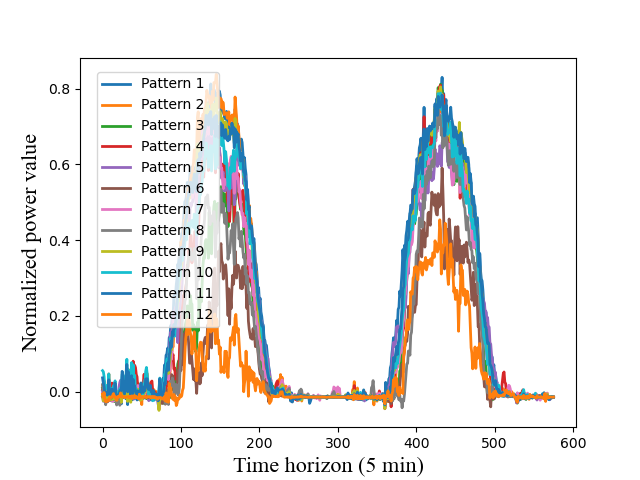 0.8
0.6
0.4
0.2
0.0
Normalized power value
Pattern 1
Pattern 2
Pattern 3
Pattern 4
Pattern 5
Pattern 6
Pattern 7
Pattern 8
Pattern 9
Pattern 10
Pattern 11
Pattern 12
0 100 200 300 400 500 600
Time horizon (5 min)